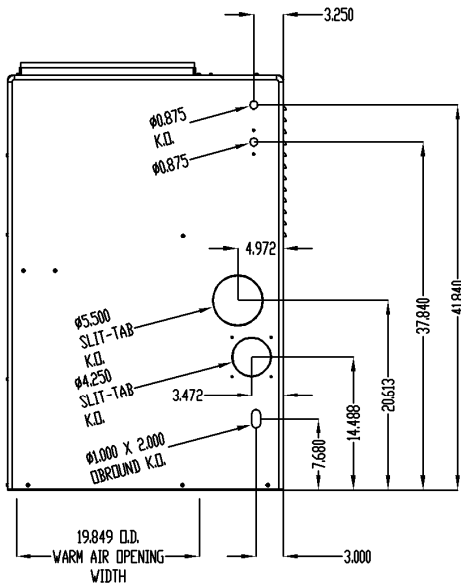 3.250
ø0.875
K.O.
ø0.875
4.972
ø5.500
SLIT-TAB
K.O.
ø4.250
SLIT-TAB
K.O.
3.472
ø1.000 X 2.000
OBROUND K.O.
7.680
14.488
20.613
37.840
41.840
19.849 O.D.
WARM AIR OPENING
WIDTH
3.000